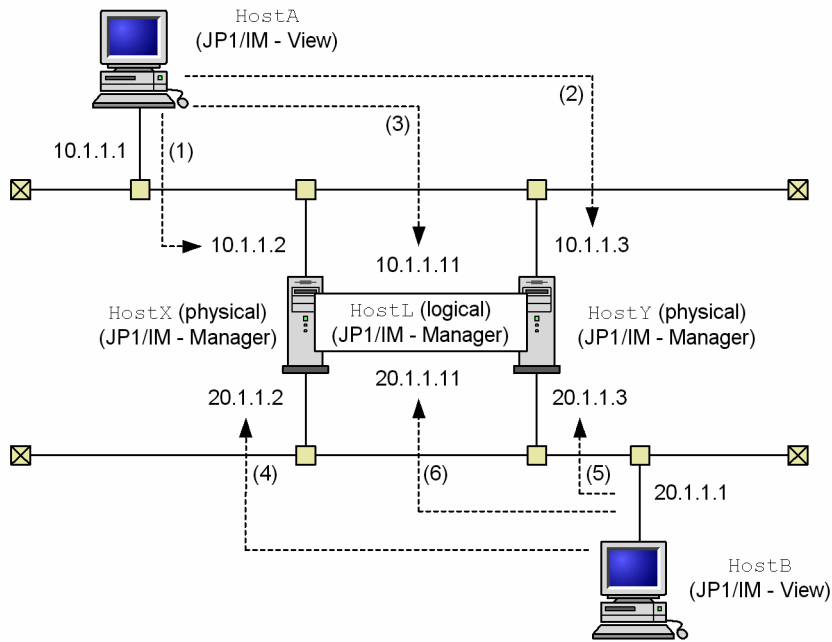 HostA
(JP1/IM - View)
(2)
(3)
10.1.1.1
(1)
10.1.1.2
10.1.1.3
10.1.1.11
HostX (physical)
(JP1/IM - Manager)
HostL (logical)
(JP1/IM - Manager)
HostY (physical)
(JP1/IM - Manager)
20.1.1.2
20.1.1.11
20.1.1.3
(4)
(6)
(5)
20.1.1.1
HostB
(JP1/IM - View)